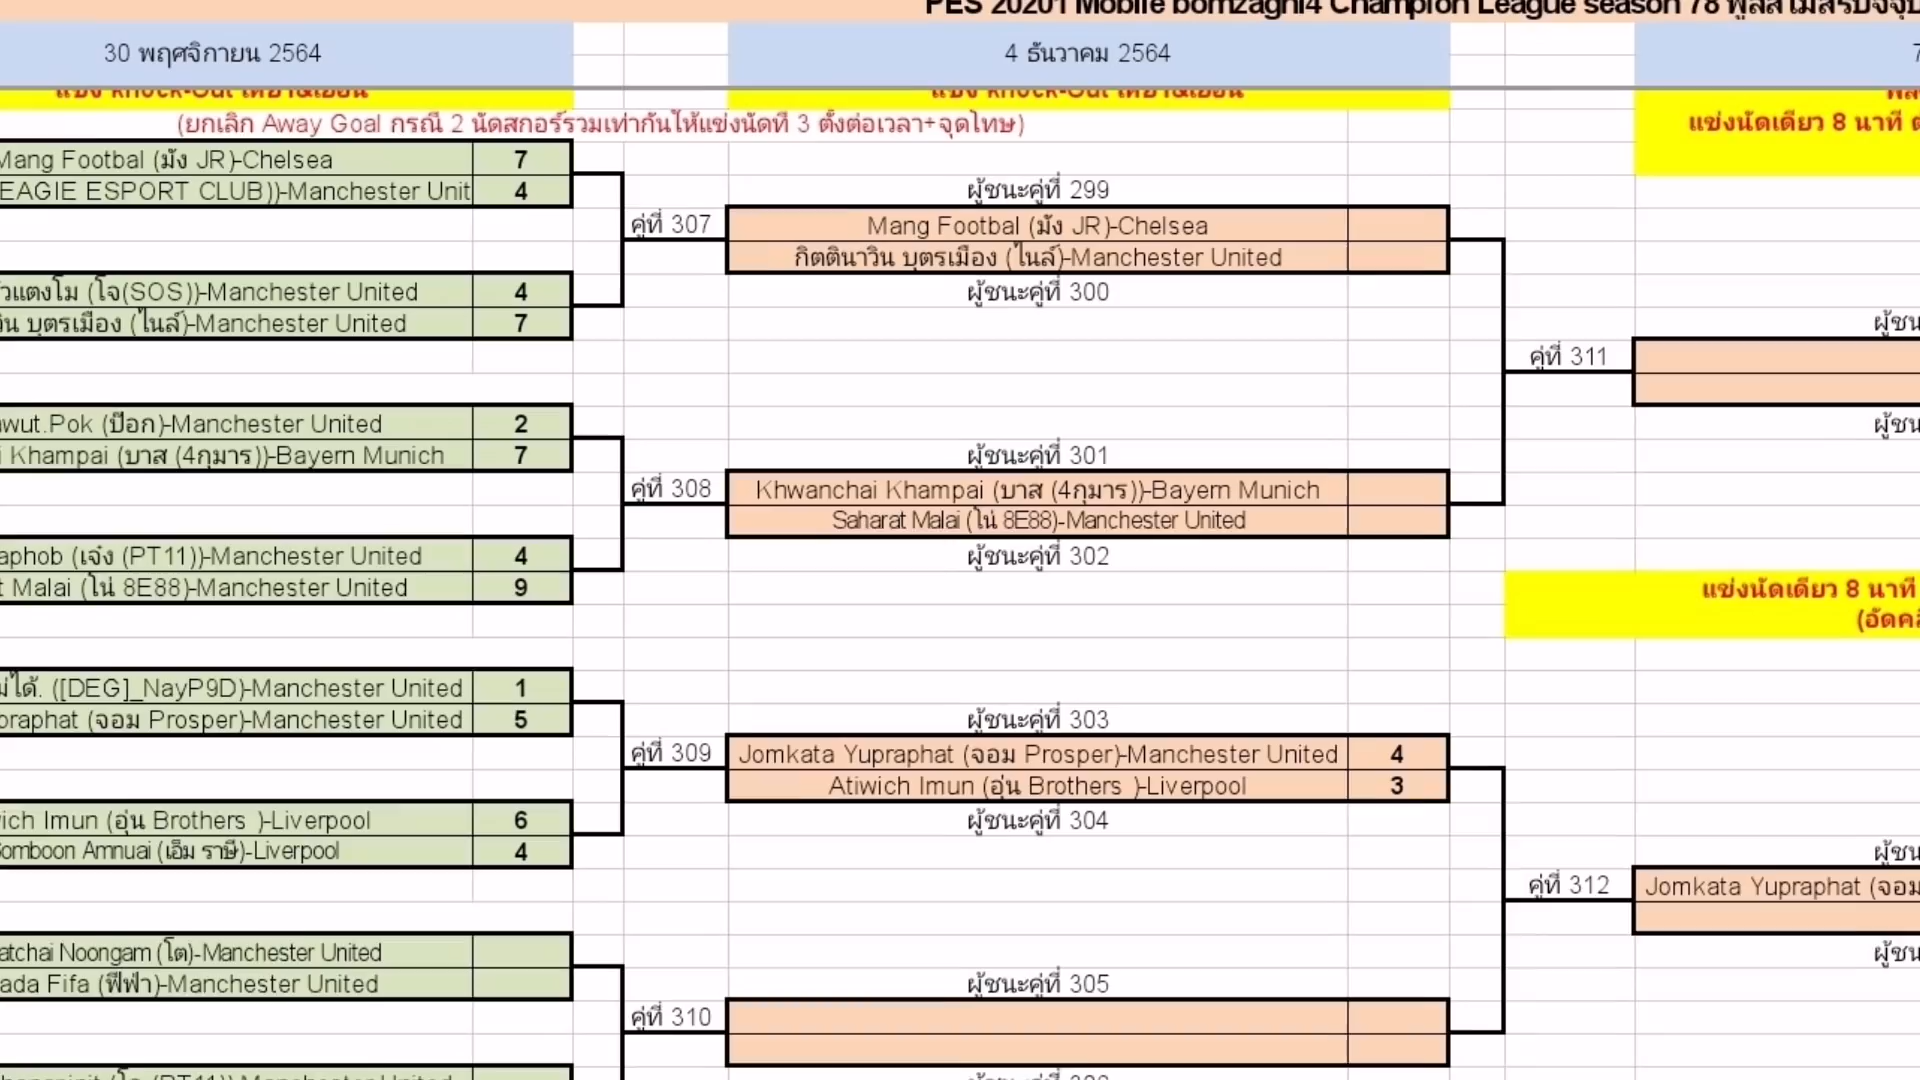 PES 20201 Mobile bomzaghi4 Champion League season 78
30 พฤศจิกายน 2564
4 ธันวาคม 2564
(ยกเลิก Away Goal กรณี 2 นัดสกอร์รวมเท่ากันให้แข่งนัดที่ 3 ตั้งต่อเวลา+จุดโทษ)
แข่งนัดเดียว 8 นาที
Mang Footbal (มัง JR)-Chelsea 7
EAGIE ESPORT CLUB))-Manchester Unit 4
ผู้ชนะคู่ที่ 299
คู่ที่ 307
Mang Footbal (มัง JR)-Chelsea
กิตตินาวิน บุตรเมือง (ไนล์)-Manchester United
ผู้ชนะคู่ที่ 300
วแตงโม (โจ(SOS))-Manchester United 4
วิน บุตรเมือง (ไนล์)-Manchester United 7
คู่ที่ 311
wut.Pok (ป๊อก)-Manchester United 2
i Khampai (บาส (4กุมาร))-Bayern Munich 7
ผู้ชนะคู่ที่ 301
คู่ที่ 308
Khwanchai Khampai (บาส (4กุมาร))-Bayern Munich
Saharat Malai (โน่ 8E88)-Manchester United
ผู้ชนะคู่ที่ 302
aphob (เจ๋ง (PT11))-Manchester United 4
t Malai (โน่ 8E88)-Manchester United 9
แข่งนัดเดียว 8 นาที
ม่ได้. ([DEG]_NayP9D)-Manchester United 1
praphat (จอม Prosper)-Manchester United 5
ผู้ชนะคู่ที่ 303
คู่ที่ 309
Jomkata Yupraphat (จอม Prosper)-Manchester United 4
Atiwich Imun (อุ่น Brothers )-Liverpool 3
ผู้ชนะคู่ที่ 304
ich Imun (อุ่น Brothers )-Liverpool 6
Somboon Amnuai (เอ็ม ราษี)-Liverpool 4
คู่ที่ 312
Jomkata Yupraphat (จอม
atchai Noongam (โต)-Manchester United
ada Fifa (ฟีฟ่า)-Manchester United
ผู้ชนะคู่ที่ 305
คู่ที่ 310